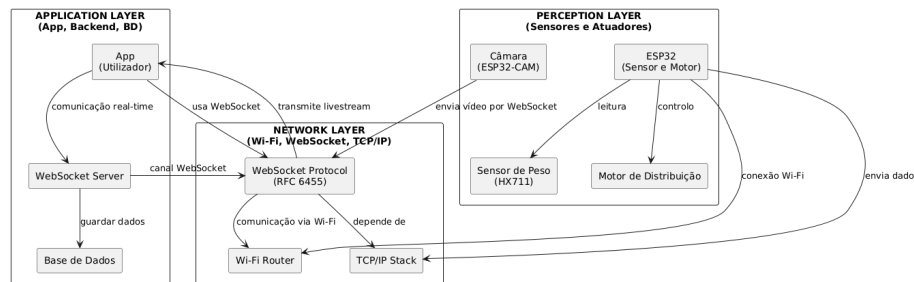 APPLICATION LAYER
(App, Backend, BD)
PERCEPTION LAYER
(Sensores e Atuadores)
App
(Utilizador)
Câmara
(ESP32-CAM)
ESP32
(Sensor e Motor)
comunicação real-time
usa WebSocket
transmite livestream
envia vídeo por WebSocket
leitura
controlo
NETWORK LAYER
(Wi-Fi, WebSocket, TCP/IP)
WebSocket Server
canal WebSocket
WebSocket Protocol
(RFC 6455)
Sensor de Peso
(HX711)
Motor de Distribuição
conexão Wi-Fi
envia dado
guardar dados
comunicação via Wi-Fi
depende de
Base de Dados
Wi-Fi Router
TCP/IP Stack